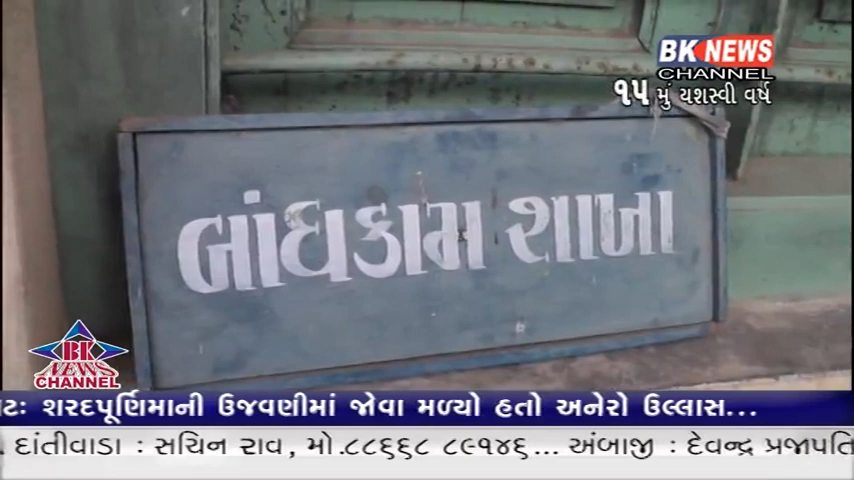 BK NEWS
CHANNEL
૧૫ મું યશસ્વી વર્ષ
બાંધકામ શાખા
BK
NEWS
CHANNEL
શરદપૂર્ણિમાની ઉજવણીમાં જોવા મળ્યો હતો અનેરો ઉલ્લાસ...
દાંતીવાડા : સચિન રાવ, મો.૮૮૬૬૮ ૮૯૧૪૬... અંબાજી : દેવન્દ્ર પ્રજાપતિ